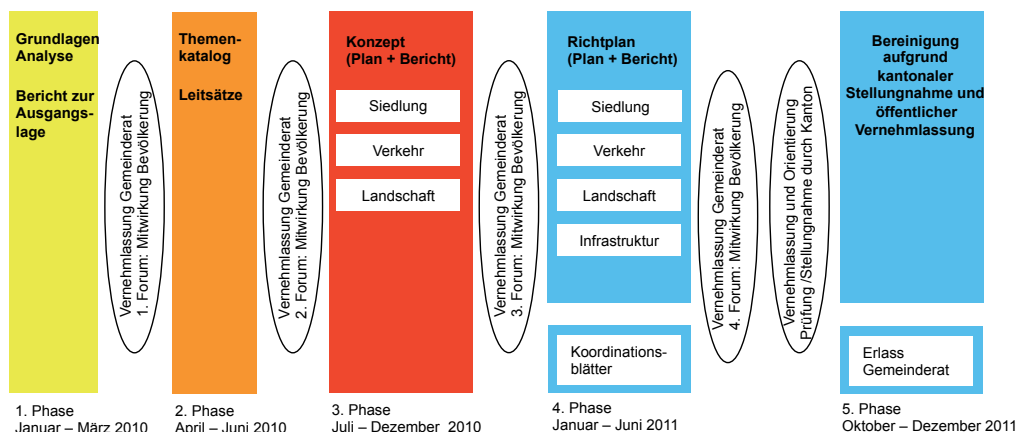 Grundlagen
Analyse
Bericht zur
Ausgangs-
lage
Vernehmlassung Gemeinderat
1. Forum: Mitwirkung Bevölkerung
Themen-
katalog
Leitsätze
Vernehmlassung Gemeinderat
2. Forum: Mitwirkung Bevölkerung
Konzept
(Plan + Bericht)
Siedlung
Verkehr
Landschaft
Vernehmlassung Gemeinderat
3. Forum: Mitwirkung Bevölkerung
Richtplan
(Plan + Bericht)
Siedlung
Verkehr
Landschaft
Infrastruktur
Koordinations-
blätter
Vernehmlassung Gemeinderat
4. Forum: Mitwirkung Bevölkerung
Vernehmlassung und Orientierung
Prüfung /Stellungnahme durch Kanton
Bereinigung
aufgrund
kantonaler
Stellungnahme und
öffentlicher
Vernehmlassung
Erlass
Gemeinderat
1. Phase
Januar – März 2010
2. Phase
April – Juni 2010
3. Phase
Juli – Dezember 2010
4. Phase
Januar – Juni 2011
5. Phase
Oktober – Dezember 2011